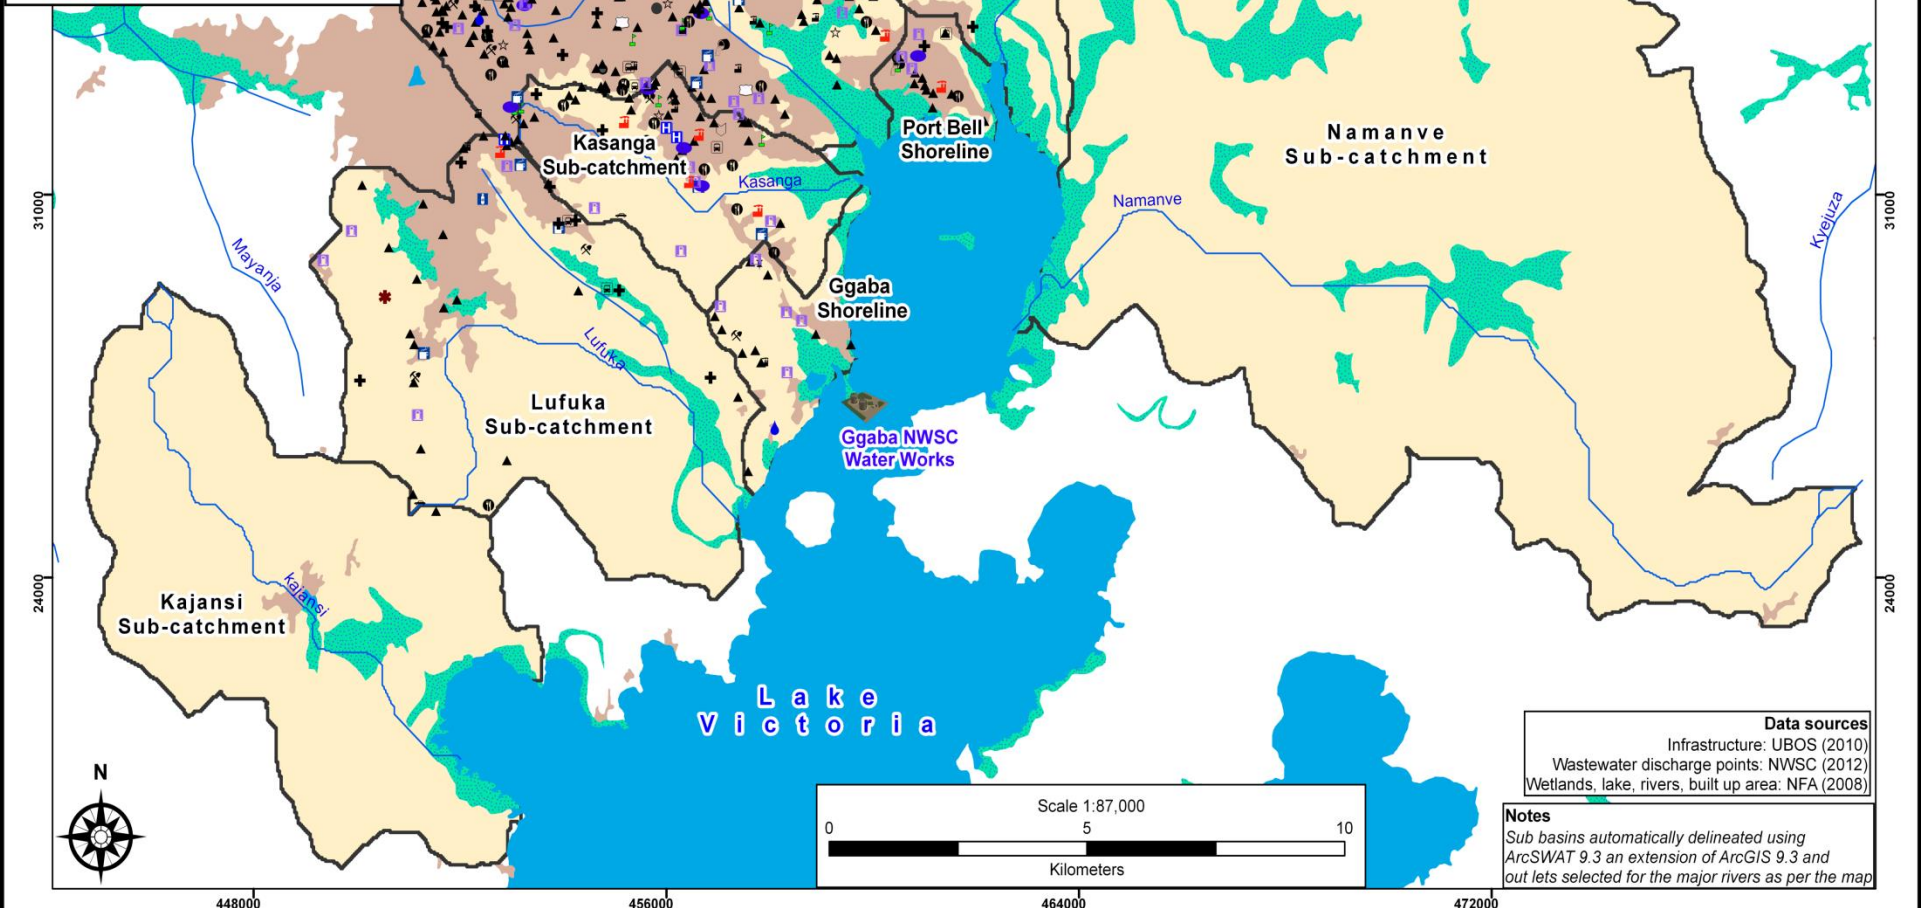 Port Bell
Shoreline
Namanve
Sub-catchment
Kasanga
Sub-catchment
Kasanga
Namanve
31000
31000
Mayanja
Kyejuza
Ggaba
Shoreline
Lufuka
Lufuka
Sub-catchment
Ggaba NWSC
Water Works
24000
24000
kajansi
Kajansi
Sub-catchment
Lake
Victoria
N
Scale 1:87,000
0 5 10
Kilometers
Data sources
Infrastructure: UBOS (2010)
Wastewater discharge points: NWSC (2012)
Wetlands, lake, rivers, built up area: NFA (2008)
Notes
Sub basins automatically delineated using
ArcSWAT 9.3 an extension of ArcGIS 9.3 and
out lets selected for the major rivers as per the map
448000 456000 464000 472000